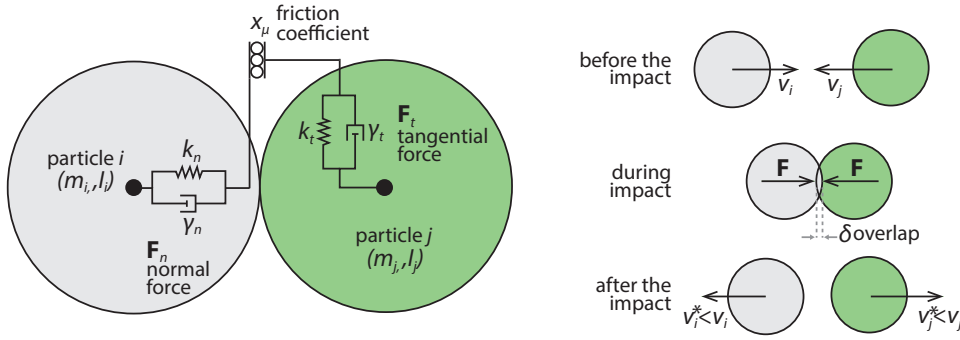 x_μ friction
coefficient
k_t
γ_t
F_t
tangential
force
particle i
(m_i,,I_i)
k_n
γ_n
F_n
normal
force
particle j
(m_j,,I_j)
before the
impact
v_i
v_j
during
impact
F
F
δ overlap
after the
impact
v_i*<v_i
v_j*<v_j